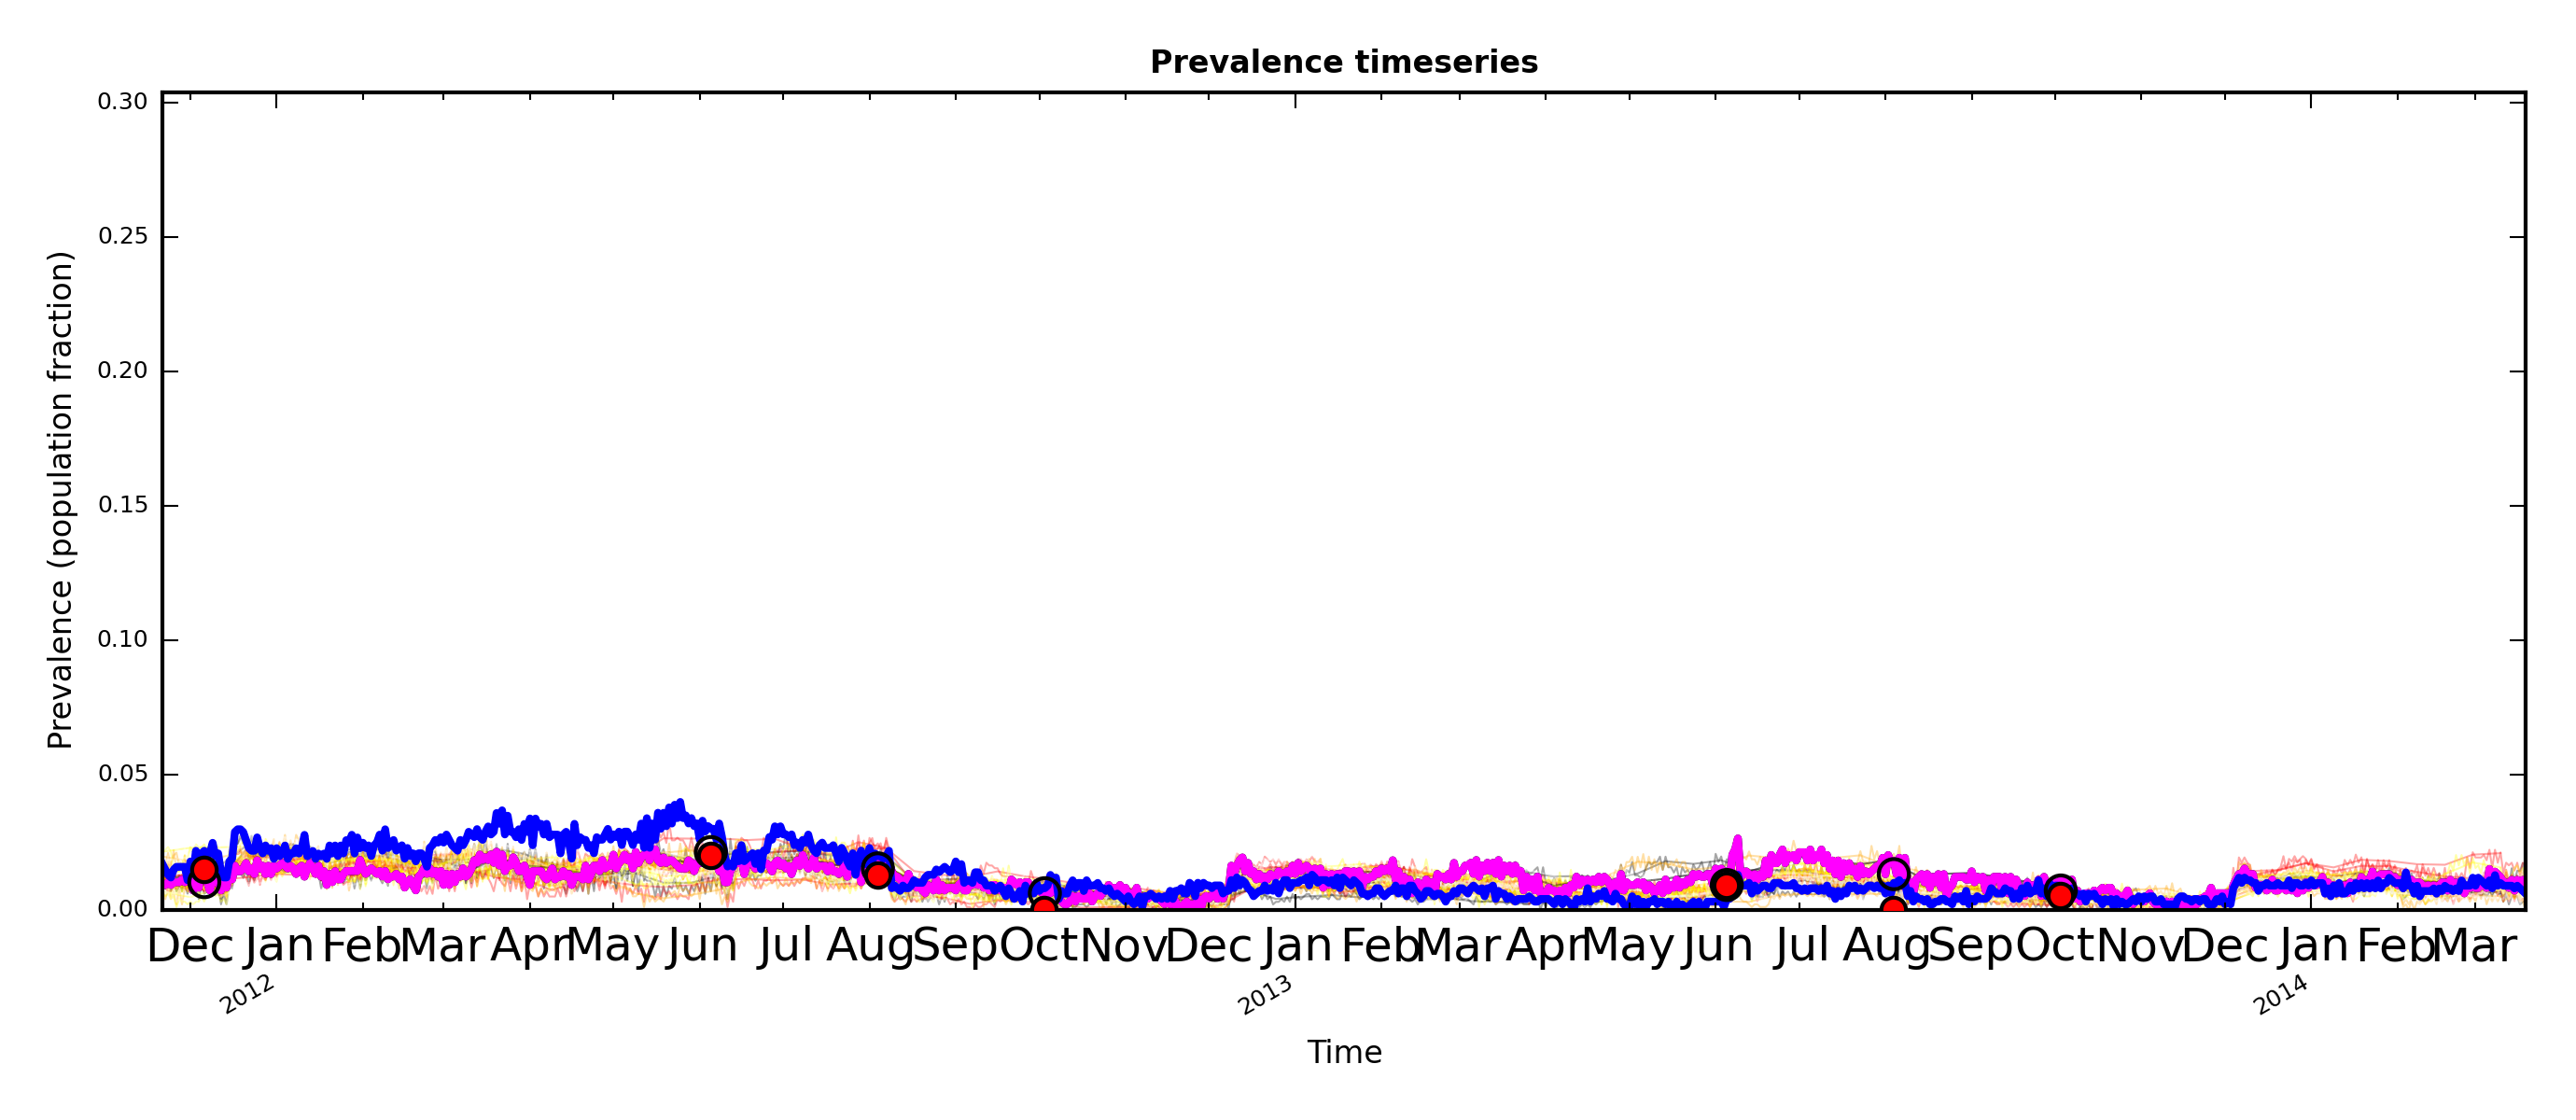 Prevalence timeseries
0.30
0.25
0.20
0.15
0.10
0.05
0.00
Prevalence (population fraction)
Dec Jan Feb Mar Apr May Jun Jul Aug Sep Oct Nov Dec Jan Feb Mar Apr May Jun Jul Aug Sep Oct Nov Dec Jan Feb Mar
2012 2013 2014
Time